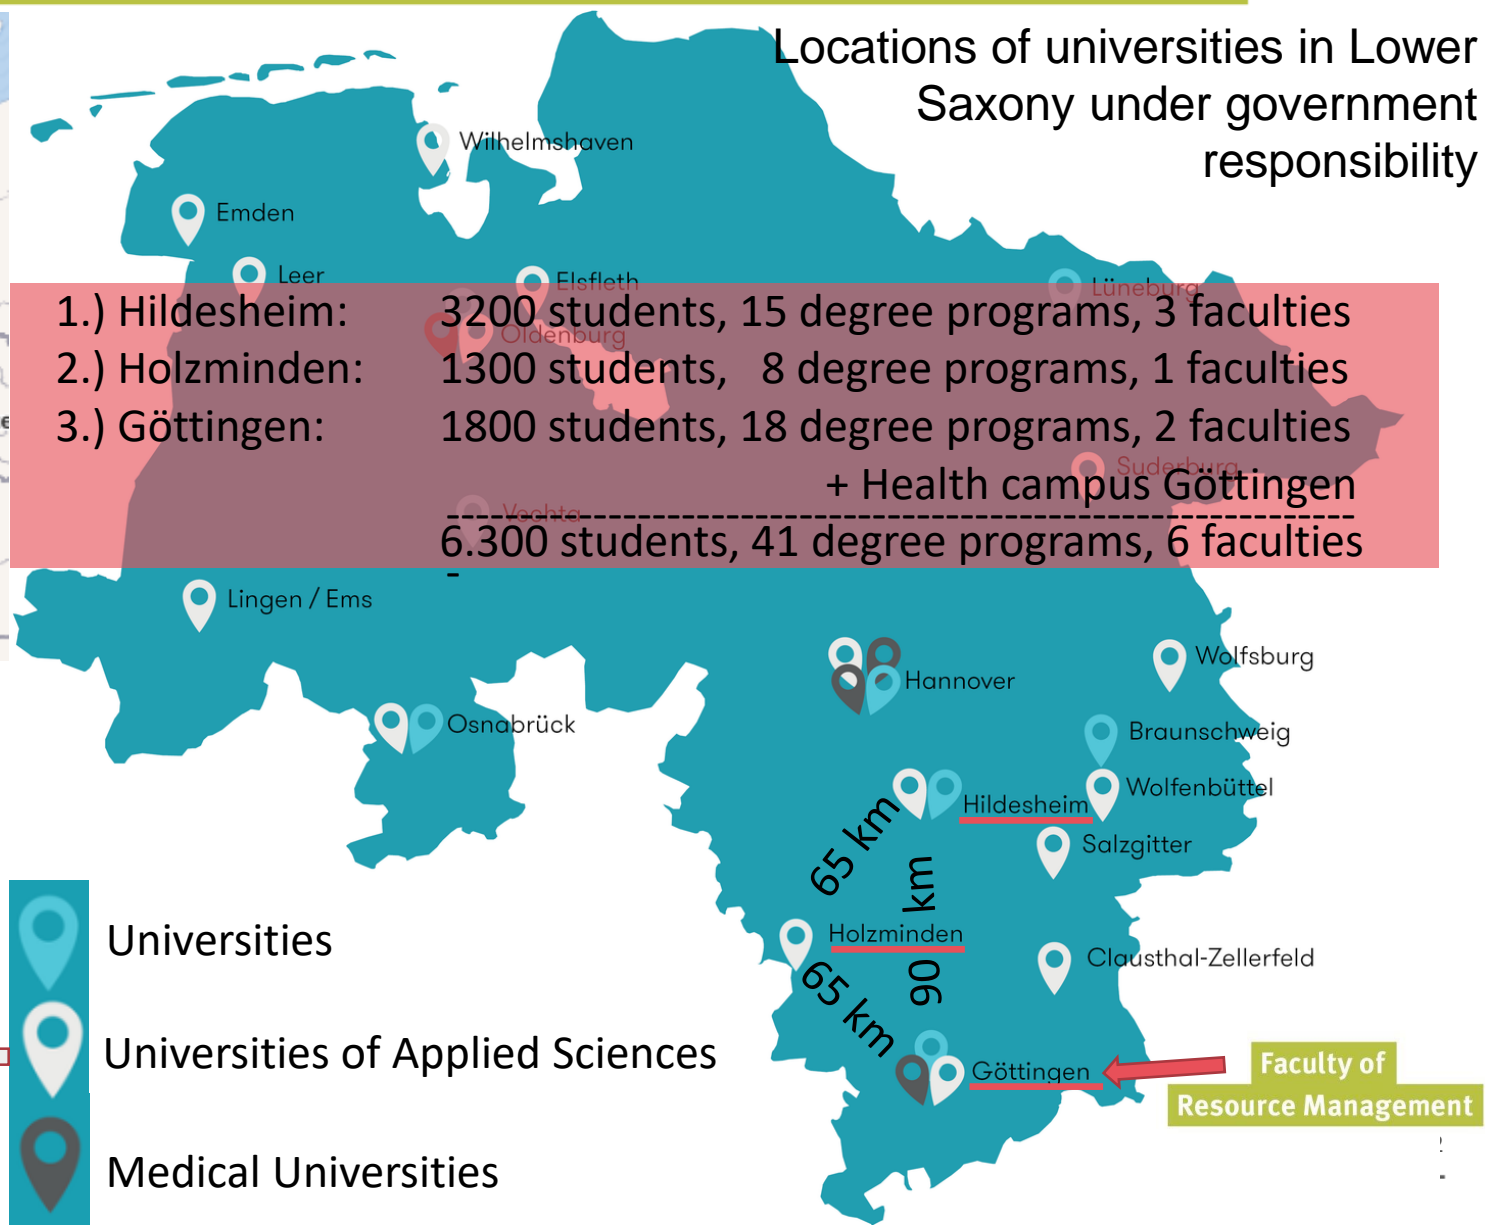 Locations of universities in Lower
Saxony under government
responsibility
Wilhelmshaven
Emden
Leer
Elsfleth
Lüneburg
1.) Hildesheim: 3200 students, 15 degree programs, 3 faculties
Oldenburg
2.) Holzminden: 1300 students, 8 degree programs, 1 faculties
3.) Göttingen: 1800 students, 18 degree programs, 2 faculties
Suderburg
+ Health campus Göttingen
Vechta
6.300 students, 41 degree programs, 6 faculties
Lingen / Ems
Wolfsburg
Hannover
Osnabrück
Braunschweig
Wolfenbüttel
Hildesheim
65 km
Salzgitter
90 km
Universities
Holzminden
Clausthal-Zellerfeld
65 km
Universities of Applied Sciences
Göttingen
Faculty of
Resource Management
Medical Universities